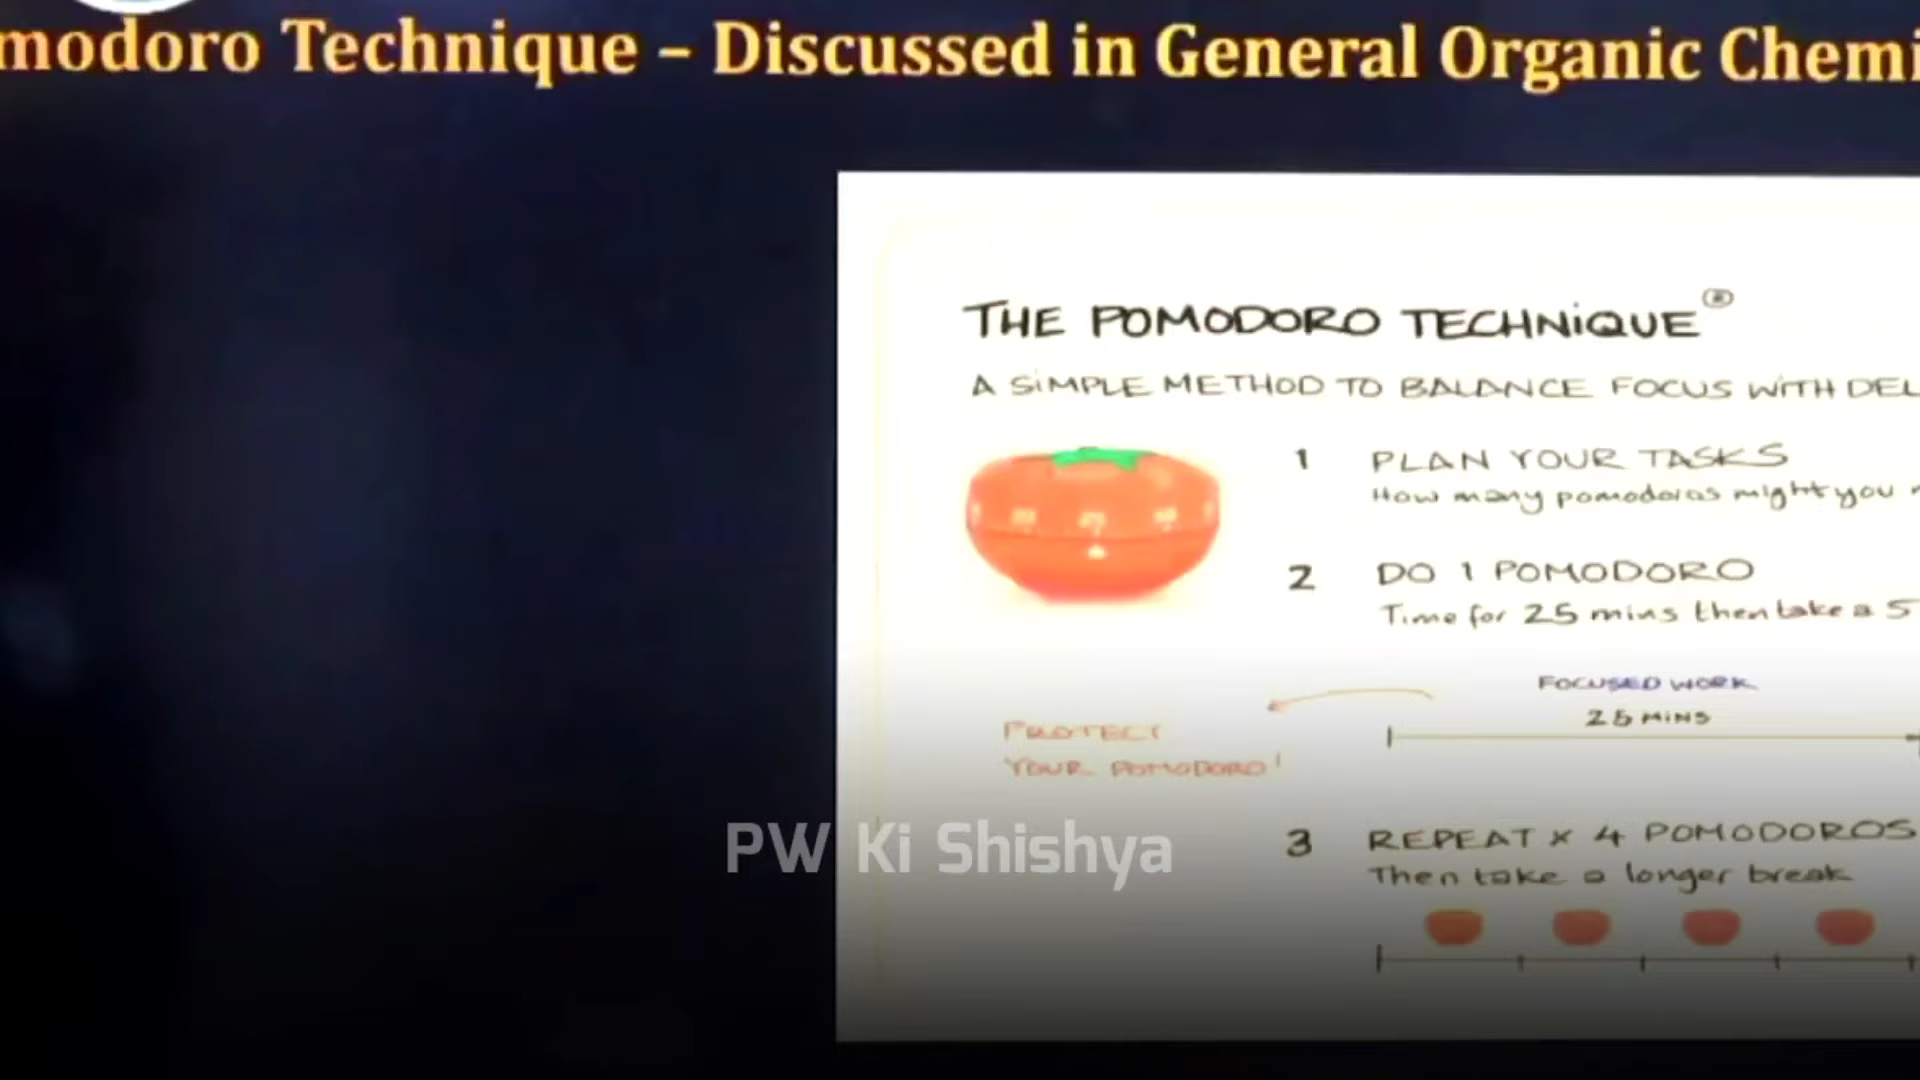 modoro Technique – Discussed in General Organic Chemi
THE POMODORO TECHNIQUE®
A SIMPLE METHOD TO BALANCE FOCUS WITH DEL
1 PLAN YOUR TASKS
How many pomodoros might you
2 DO 1 POMODORO
Time for 25 mins then take a 5
FOCUSED WORK
25 MINS
PROTECT
YOUR POMODORO!
3 REPEAT x 4 POMODOROS
Then take a longer break
PW Ki Shishya